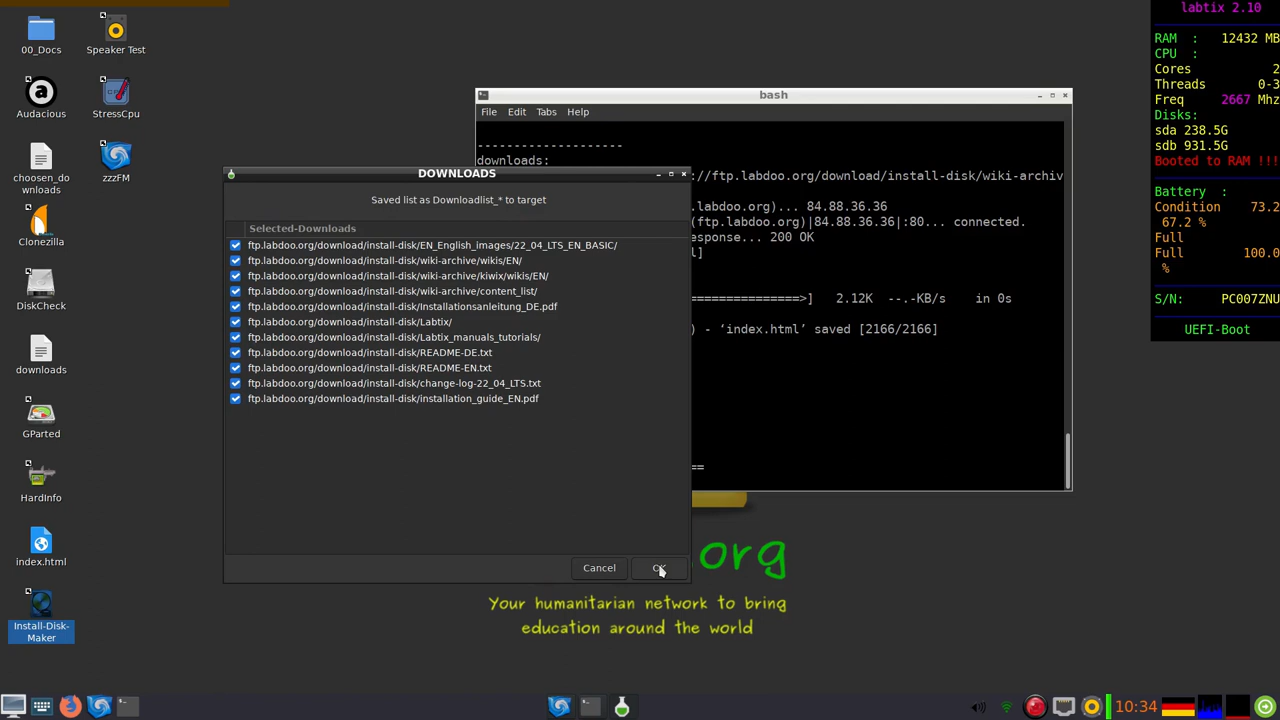 00_Docs
Speaker Test
Audacious
StressCpu
choosen_do
wnloads
zzzFM
Clonezilla
DiskCheck
downloads
GParted
HardInfo
index.html
Install-Disk-
Maker
bash
File Edit Tabs Help
--------------------
downloads:
://ftp.labdoo.org/download/install-disk/wiki-archiv
.labdoo.org)... 84.88.36.36
(ftp.labdoo.org)|84.88.36.36|:80... connected.
esponse... 200 OK
l]
===============>] 2.12K --.-KB/s in 0s
) - ‘index.html’ saved [2166/2166]
==
DOWNLOADS
Saved list as Downloadlist_* to target
Selected-Downloads
ftp.labdoo.org/download/install-disk/EN_English_images/22_04_LTS_EN_BASIC/
ftp.labdoo.org/download/install-disk/wiki-archive/wikis/EN/
ftp.labdoo.org/download/install-disk/wiki-archive/kiwix/wikis/EN/
ftp.labdoo.org/download/install-disk/wiki-archive/content_list/
ftp.labdoo.org/download/install-disk/Installationsanleitung_DE.pdf
ftp.labdoo.org/download/install-disk/Labtix/
ftp.labdoo.org/download/install-disk/Labtix_manuals_tutorials/
ftp.labdoo.org/download/install-disk/README-DE.txt
ftp.labdoo.org/download/install-disk/README-EN.txt
ftp.labdoo.org/download/install-disk/change-log-22_04_LTS.txt
ftp.labdoo.org/download/install-disk/installation_guide_EN.pdf
Cancel OK
org
Your humanitarian network to bring
education around the world
labtix 2.10
RAM : 12432 MB
CPU :
Cores 2
Threads 0-3
Freq 2667 Mhz
Disks:
sda 238.5G
sdb 931.5G
Booted to RAM !!!
Battery :
Condition 73.2
67.2 %
Full
Full 100.0
%
S/N: PC007ZNU
UEFI-Boot
10:34